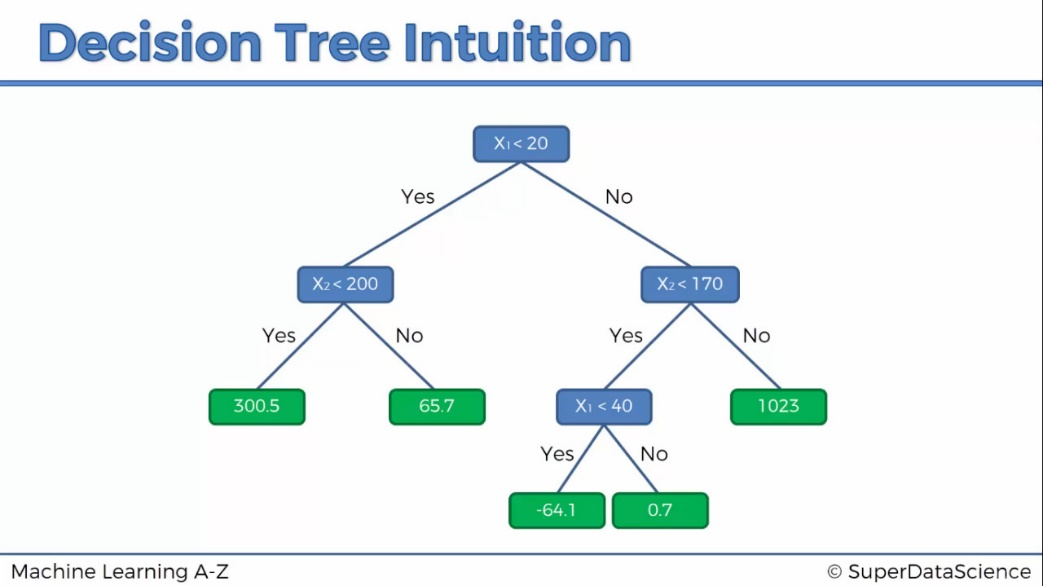 Decision Tree Intuition
X1 < 20
Yes
No
X2 < 200
X2 < 170
Yes
No
Yes
No
300.5
65.7
X1 < 40
1023
Yes
No
-64.1
0.7
Machine Learning A-Z
© SuperDataScience